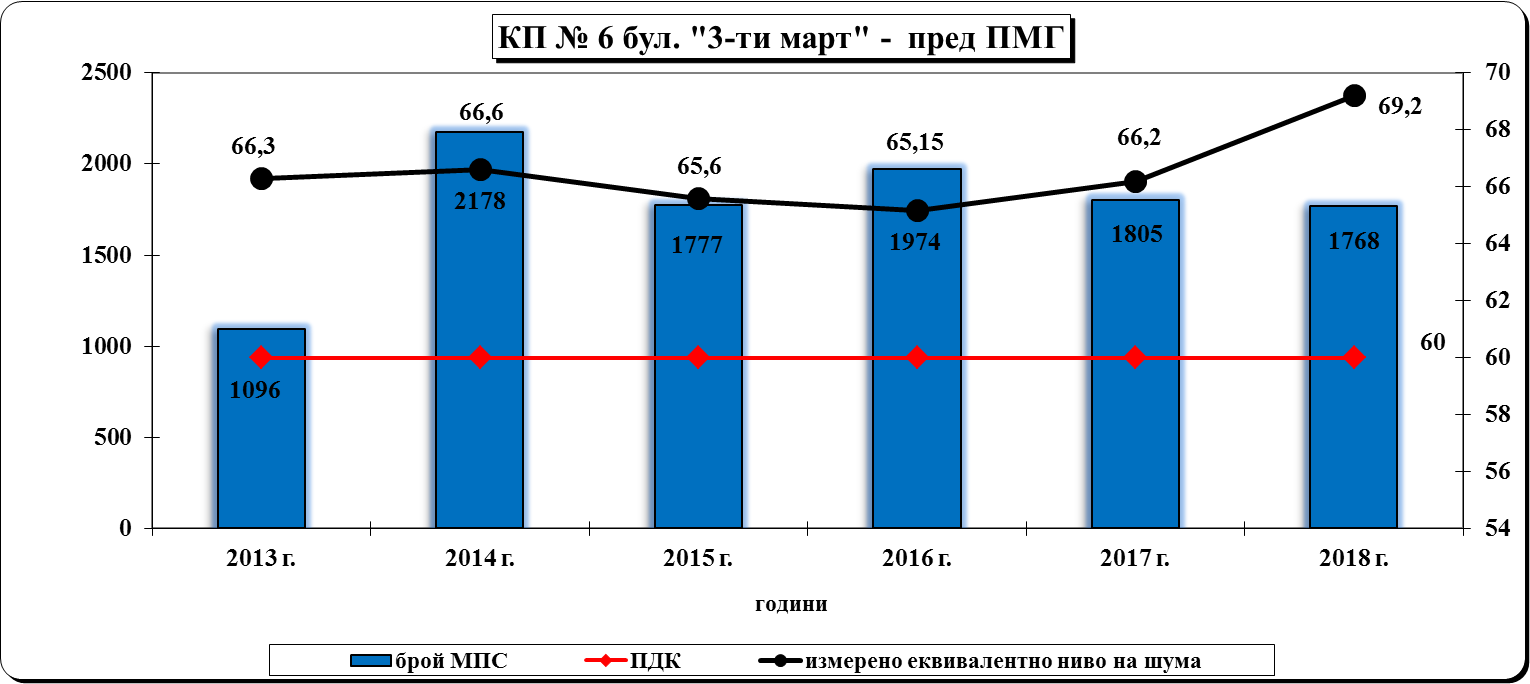 КП № 6 бул. "3-ти март" - пред ПМГ
2500
2000
1500
1000
500
0
70
68
66
64
62
60
58
56
54
66,3
66,6
65,6
65,15
66,2
69,2
1096
2178
1777
1974
1805
1768
60
2013 г.
2014 г.
2015 г.
2016 г.
2017 г.
2018 г.
години
брой МПС
ПДК
измерено еквивалентно ниво на шума